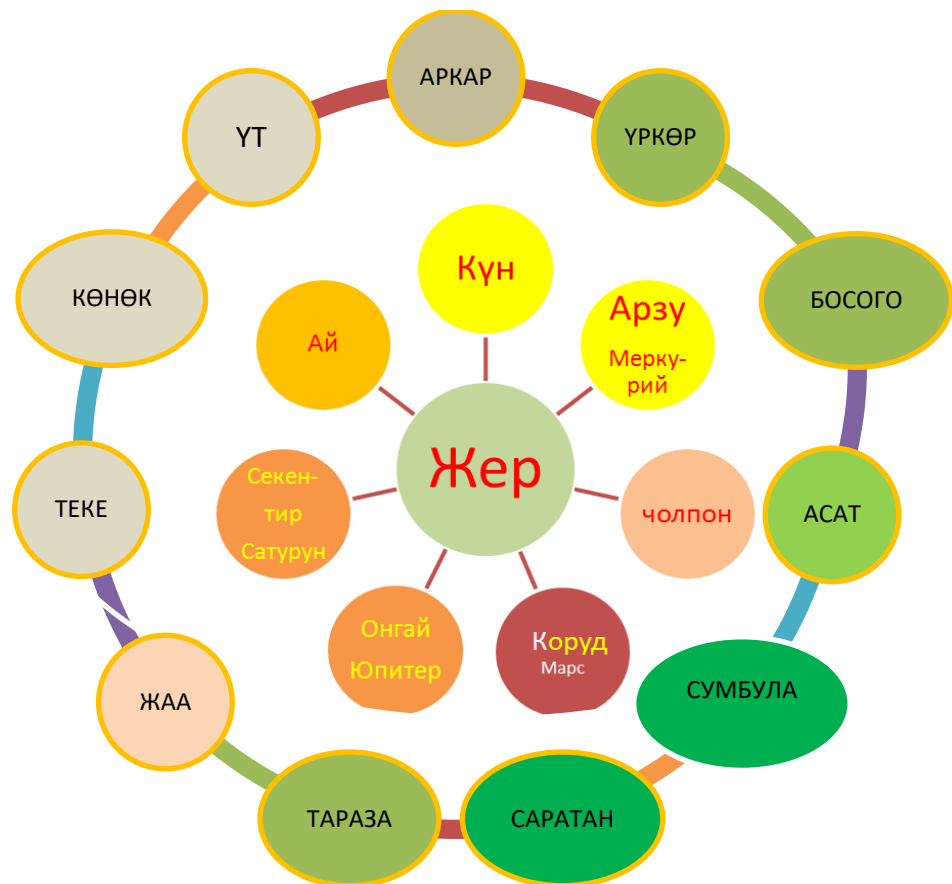 АРКАР
ҮРКӨР
БОСОГО
АСАТ
СУМБУЛА
САРАТАН
ТАРАЗА
ЖАА
ТЕКЕ
КӨНӨК
ҮТ
Күн
Арзу
Мерку-
рий
чолпон
Коруд
Марс
Онгай
Юпитер
Секен-
тир
Сатурун
Ай
Жер